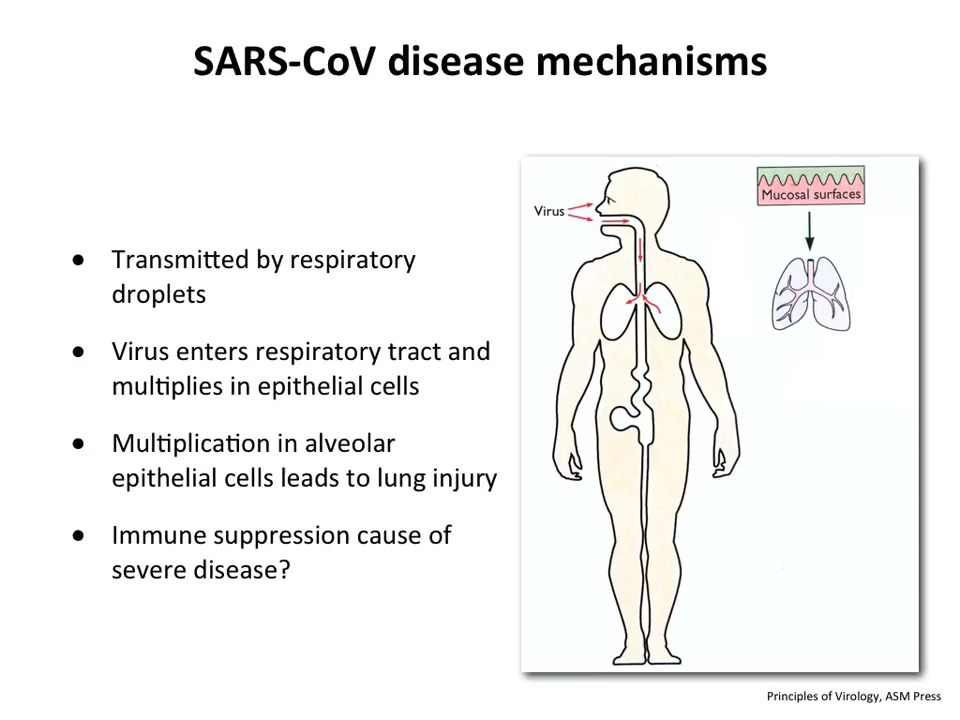 SARS-CoV disease mechanisms
● Transmitted by respiratory
droplets
● Virus enters respiratory tract and
multiplies in epithelial cells
● Multiplication in alveolar
epithelial cells leads to lung injury
● Immune suppression cause of
severe disease?
Virus
Mucosal surfaces
Principles of Virology, ASM Press